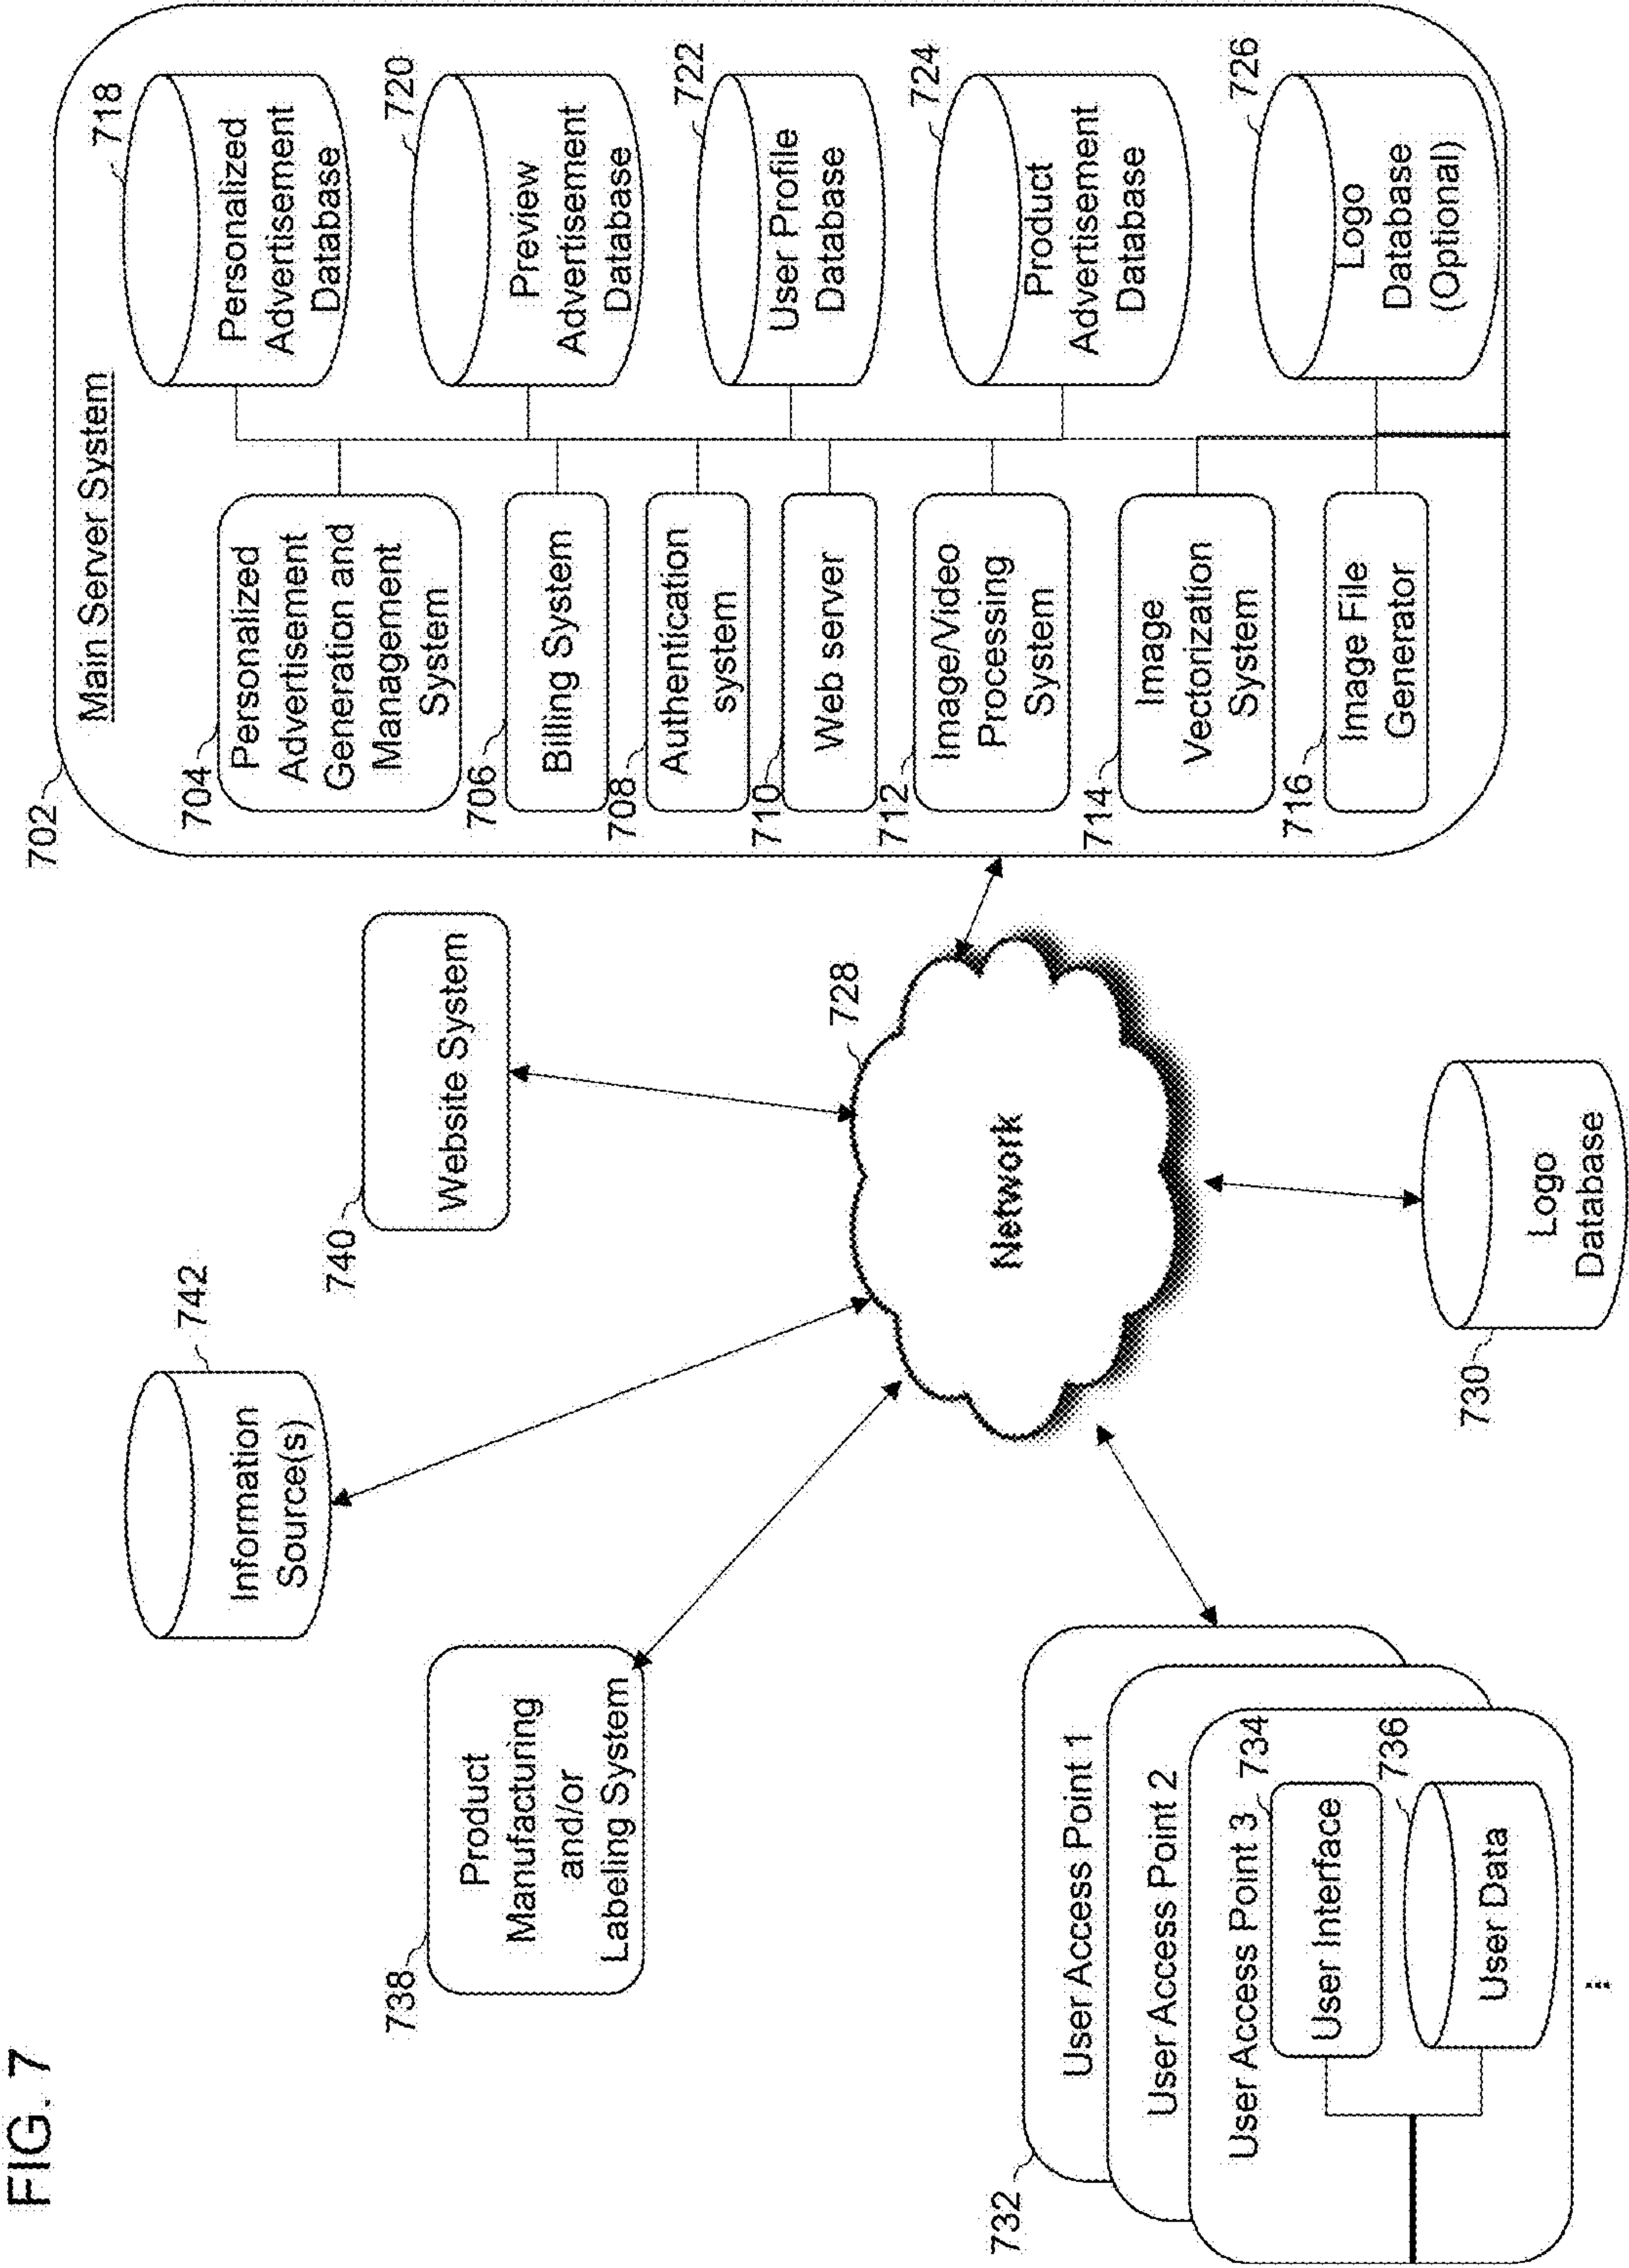 FIG. 7
702
Main Server System
704
Personalized
Advertisement
Generation and
Management
System
706
Billing System
708
Authentication
system
710
Web server
712
Image/Video
Processing
System
714
Image
Vectorization
System
716
Image File
Generator
718
Personalized
Advertisement
Database
720
Preview
Advertisement
Database
722
User Profile
Database
724
Product
Advertisement
Database
726
Logo
Database
(Optional)
742
Information
Source(s)
740
Website System
738
Product
Manufacturing
and/or
Labeling System
728
Network
730
Logo
Database
732
User Access Point 1
User Access Point 2
User Access Point 3
734
User Interface
736
User Data
...